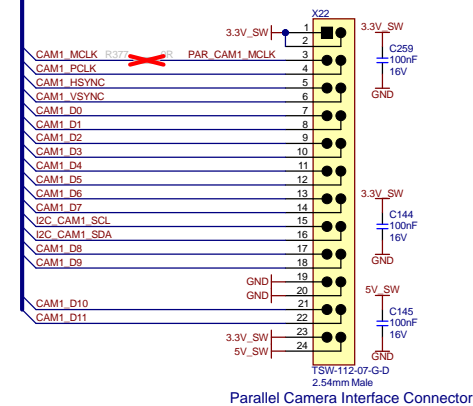 X22
3.3V_SW 1 3.3V_SW
2
CAM1_MCLK R377 0R PAR_CAM1_MCLK 3 C259
CAM1_PCLK 4 100nF
CAM1_HSYNC 5 16V
CAM1_VSYNC 6 GND
CAM1_D0 7
CAM1_D1 8
CAM1_D2 9
CAM1_D3 10
CAM1_D4 11
CAM1_D5 12
CAM1_D6 13 3.3V_SW
CAM1_D7 14
I2C_CAM1_SCL 15 C144
I2C_CAM1_SDA 16 100nF
CAM1_D8 17 16V
CAM1_D9 18 GND
GND 19
GND 20 5V_SW
CAM1_D10 21 C145
CAM1_D11 22 100nF
3.3V_SW 23 16V
5V_SW 24 GND
TSW-112-07-G-D
2.54mm Male
Parallel Camera Interface Connector